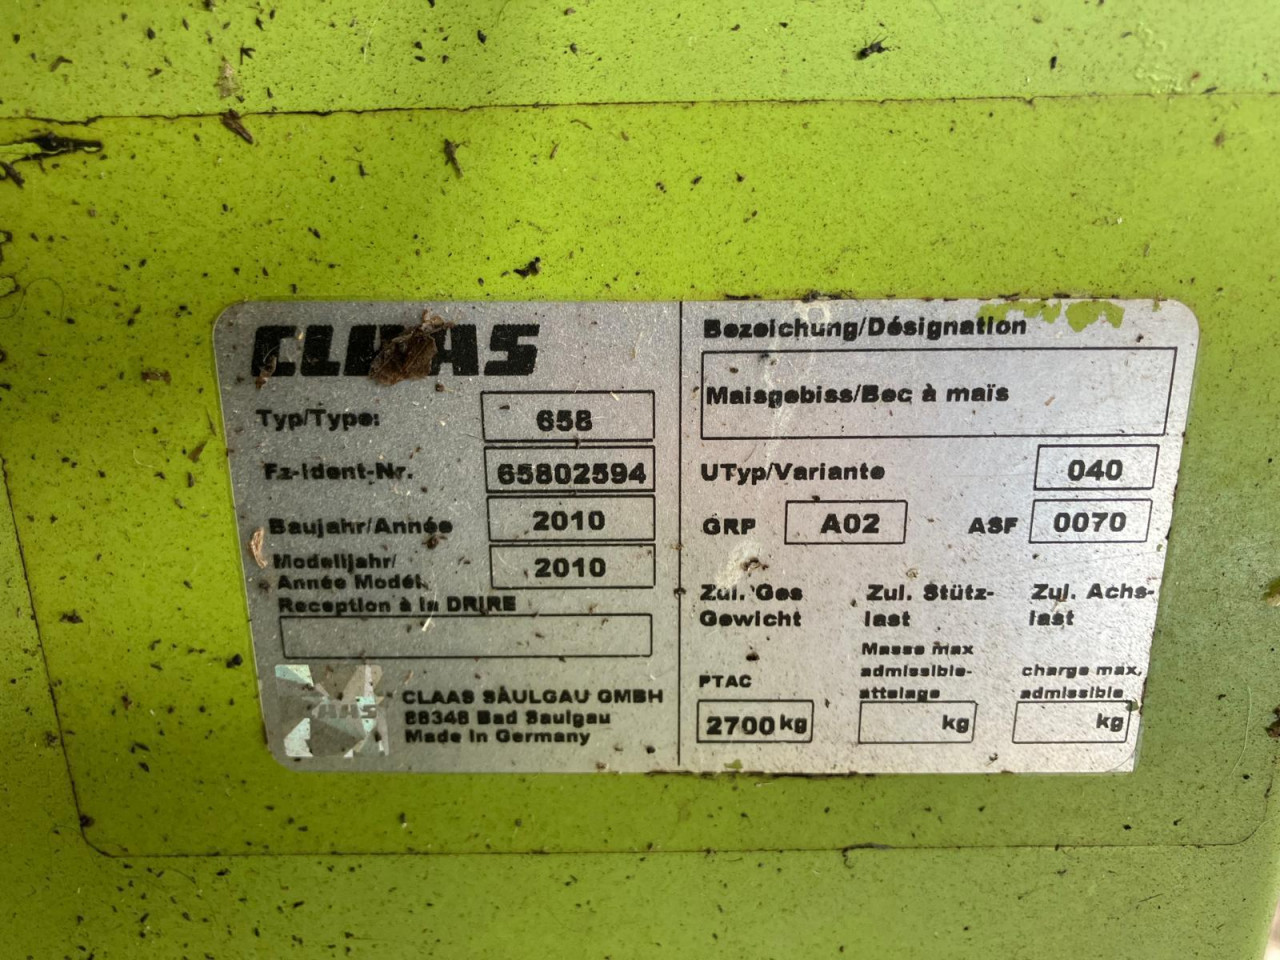 CLAAS
Typ/Type: 658
Fz-Ident-Nr. 65802594
Baujahr/Année 2010
Modelljahr/
Année Modél. 2010
Reception à la DRIRE
CLAAS SAULGAU GMBH
88348 Bad Saulgau
Made in Germany
Bezeichung/Désignation
Maisgebiss/Bec à maïs
UTyp/Variante 040
GRP A02 ASF 0070
Zul. Ges Zul. Stütz- Zul. Achs-
Gewicht last last
Masse max
admissible- charge max.
PTAC attelage admissible
2700 kg kg kg